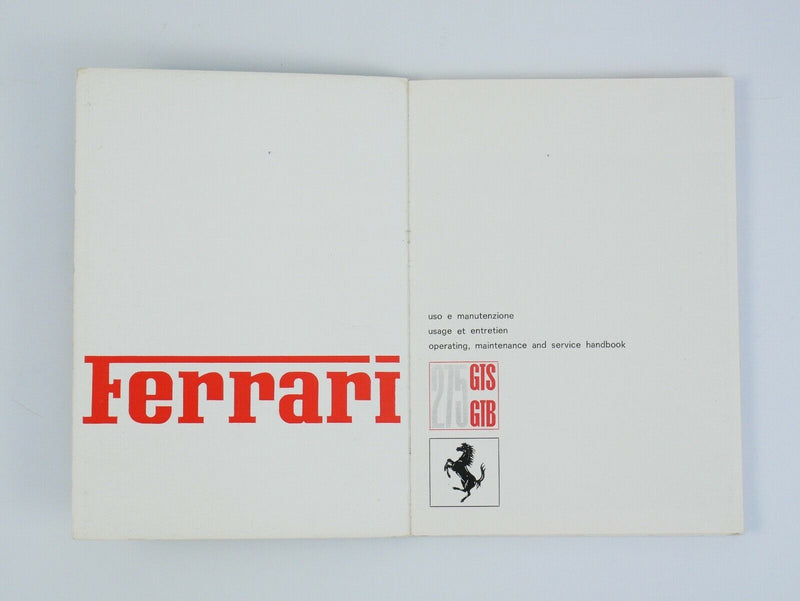 Ferrari
uso e manutenzione
usage et entretien
operating, maintenance and service handbook
275 GTS
GTB